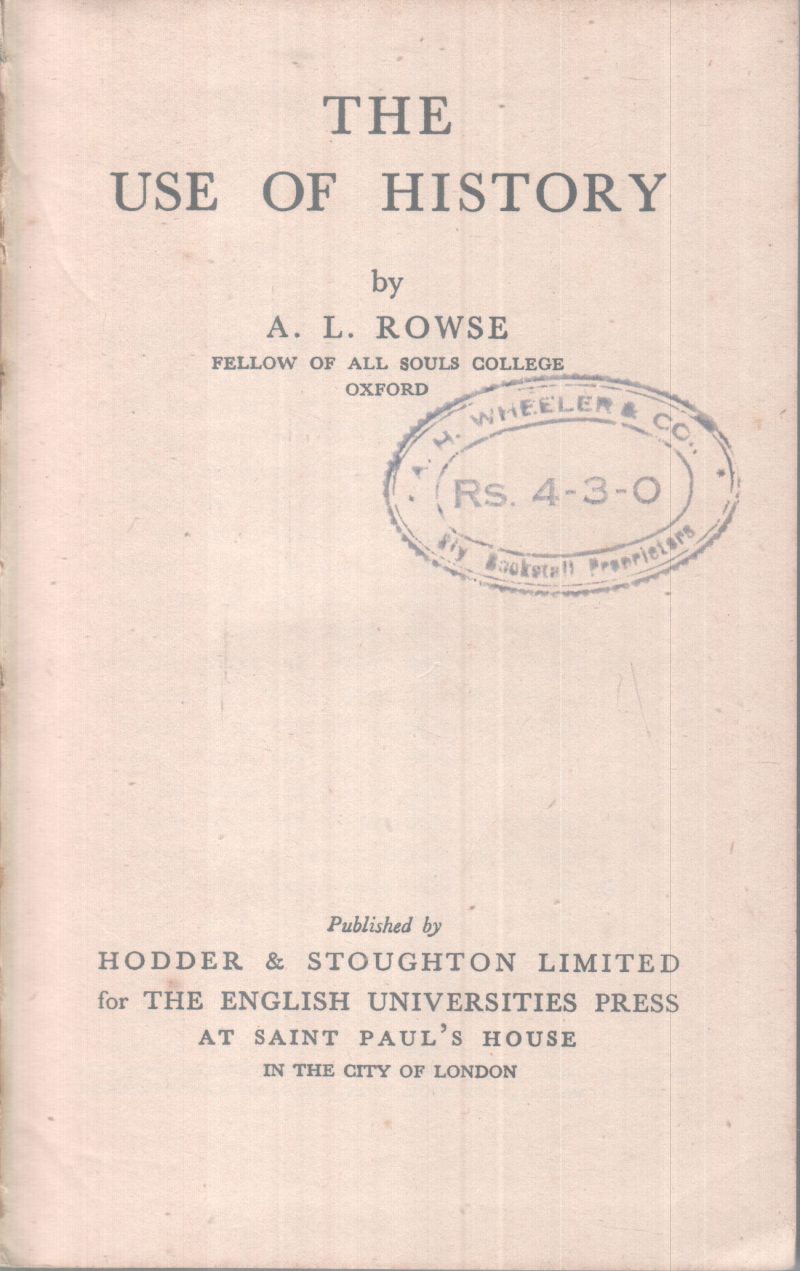 THE
USE OF HISTORY
by
A. L. ROWSE
FELLOW OF ALL SOULS COLLEGE
OXFORD
A. H. WHEELER & CO.,
Rs. 4-3-0
Rly Bookstall Proprietors
Published by
HODDER & STOUGHTON LIMITED
for THE ENGLISH UNIVERSITIES PRESS
AT SAINT PAUL'S HOUSE
IN THE CITY OF LONDON